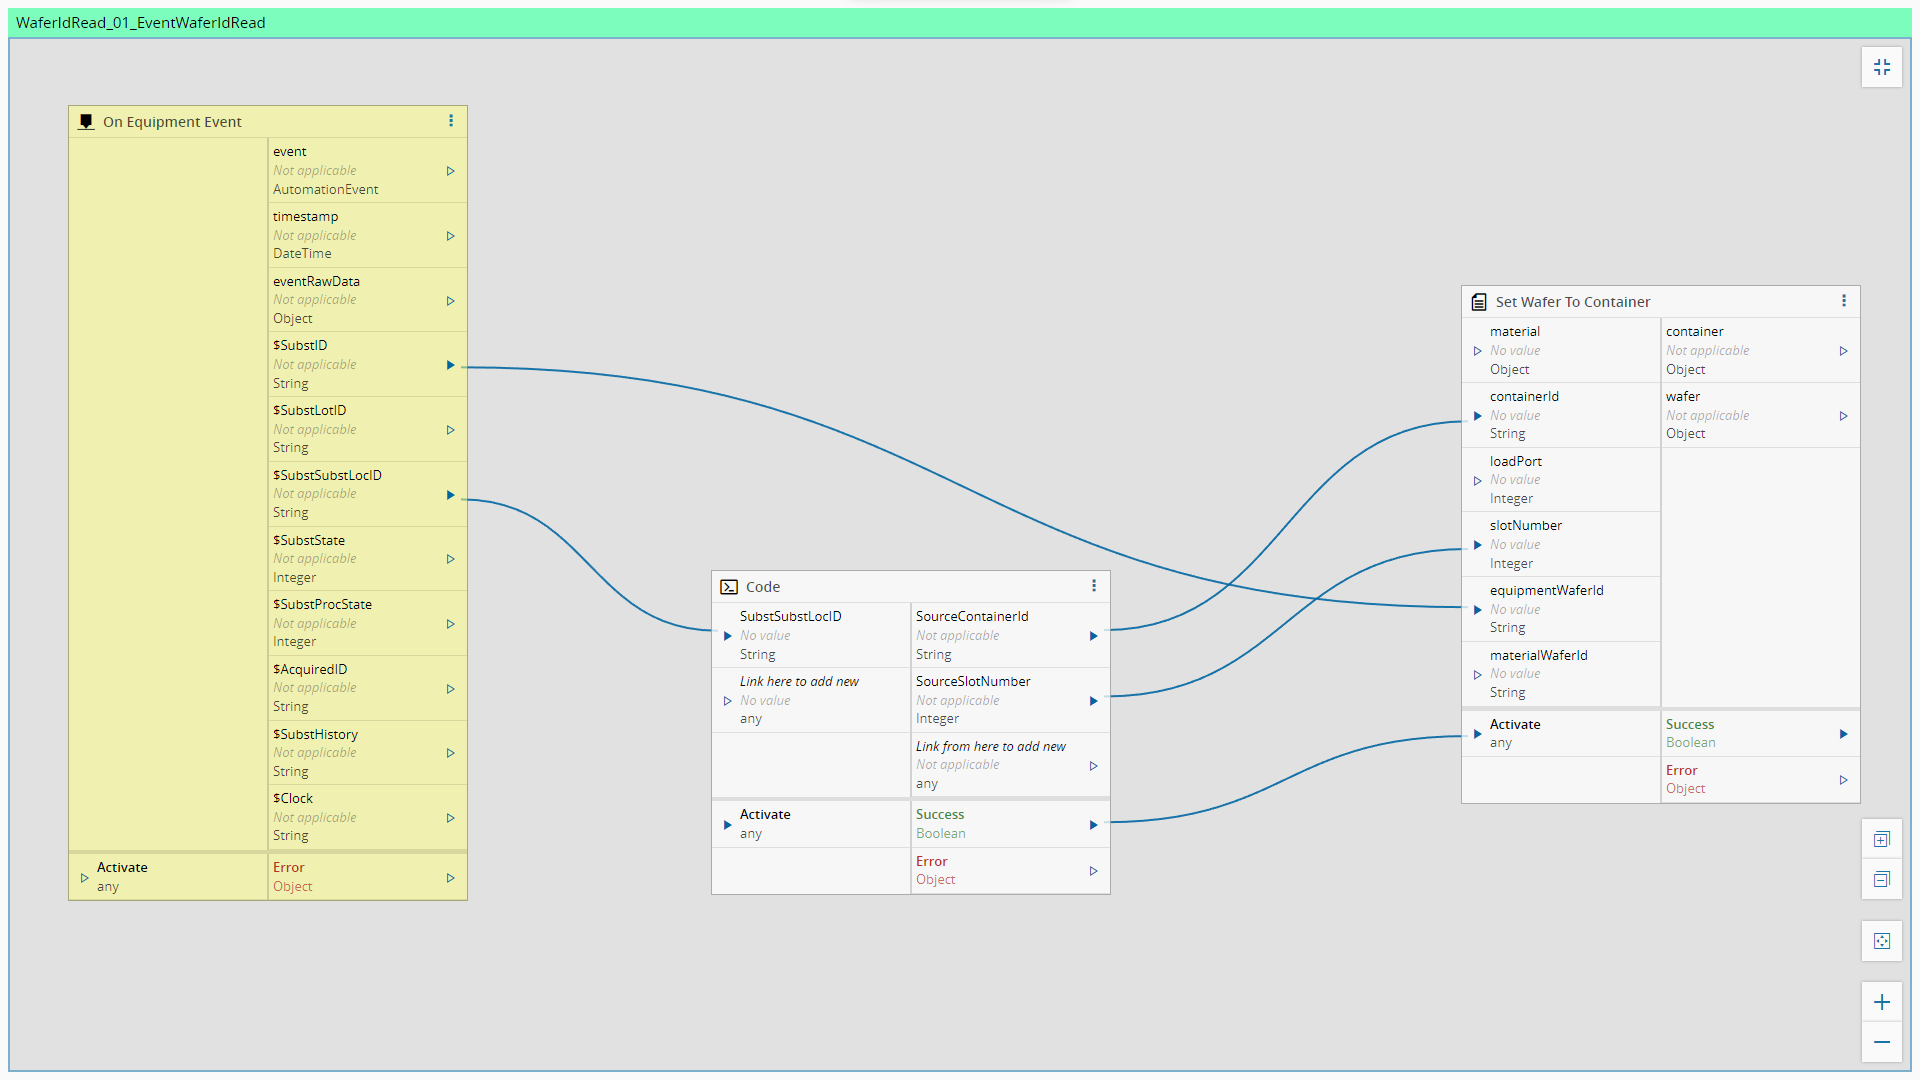 WaferIdRead_01_EventWaferIdRead
On Equipment Event
event
Not applicable
AutomationEvent
timestamp
Not applicable
DateTime
eventRawData
Not applicable
Object
$SubstID
Not applicable
String
$SubstLotID
Not applicable
String
$SubstSubstLocID
Not applicable
String
$SubstState
Not applicable
Integer
$SubstProcState
Not applicable
Integer
$AcquiredID
Not applicable
String
$SubstHistory
Not applicable
String
$Clock
Not applicable
String
Activate
any
Error
Object
Code
SubstSubstLocID
No value
String
Link here to add new
No value
any
SourceContainerId
Not applicable
String
SourceSlotNumber
Not applicable
Integer
Link from here to add new
Not applicable
any
Activate
any
Success
Boolean
Error
Object
Set Wafer To Container
material
No value
Object
containerId
No value
String
loadPort
No value
Integer
slotNumber
No value
Integer
equipmentWaferId
No value
String
materialWaferId
No value
String
container
Not applicable
Object
wafer
Not applicable
Object
Activate
any
Success
Boolean
Error
Object